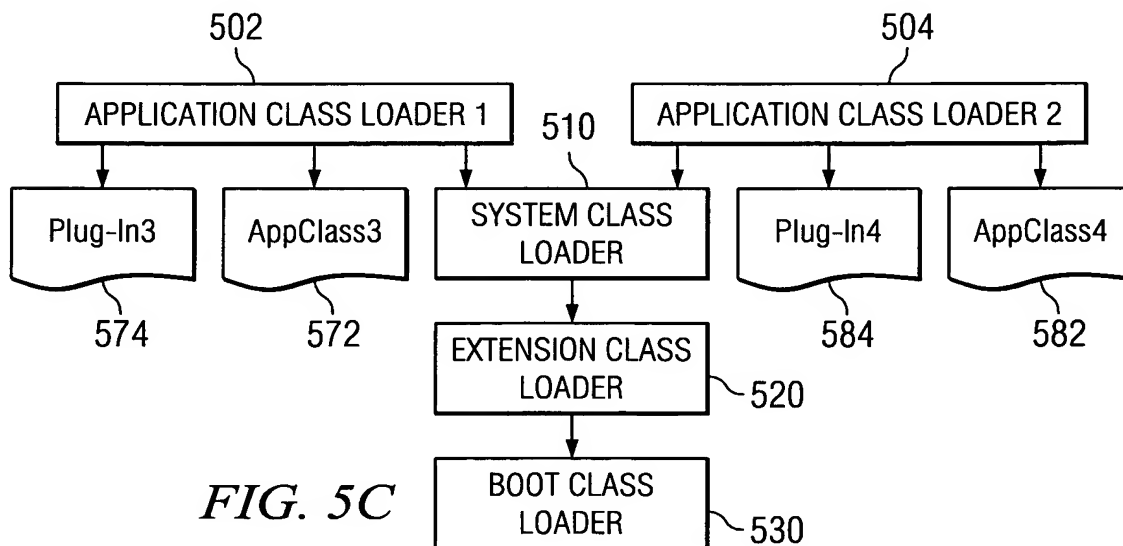 502
504
APPLICATION CLASS LOADER 1
510
APPLICATION CLASS LOADER 2
Plug-In3
AppClass3
SYSTEM CLASS
LOADER
Plug-In4
AppClass4
574
572
584
582
EXTENSION CLASS
LOADER
520
BOOT CLASS
LOADER
530
FIG. 5C